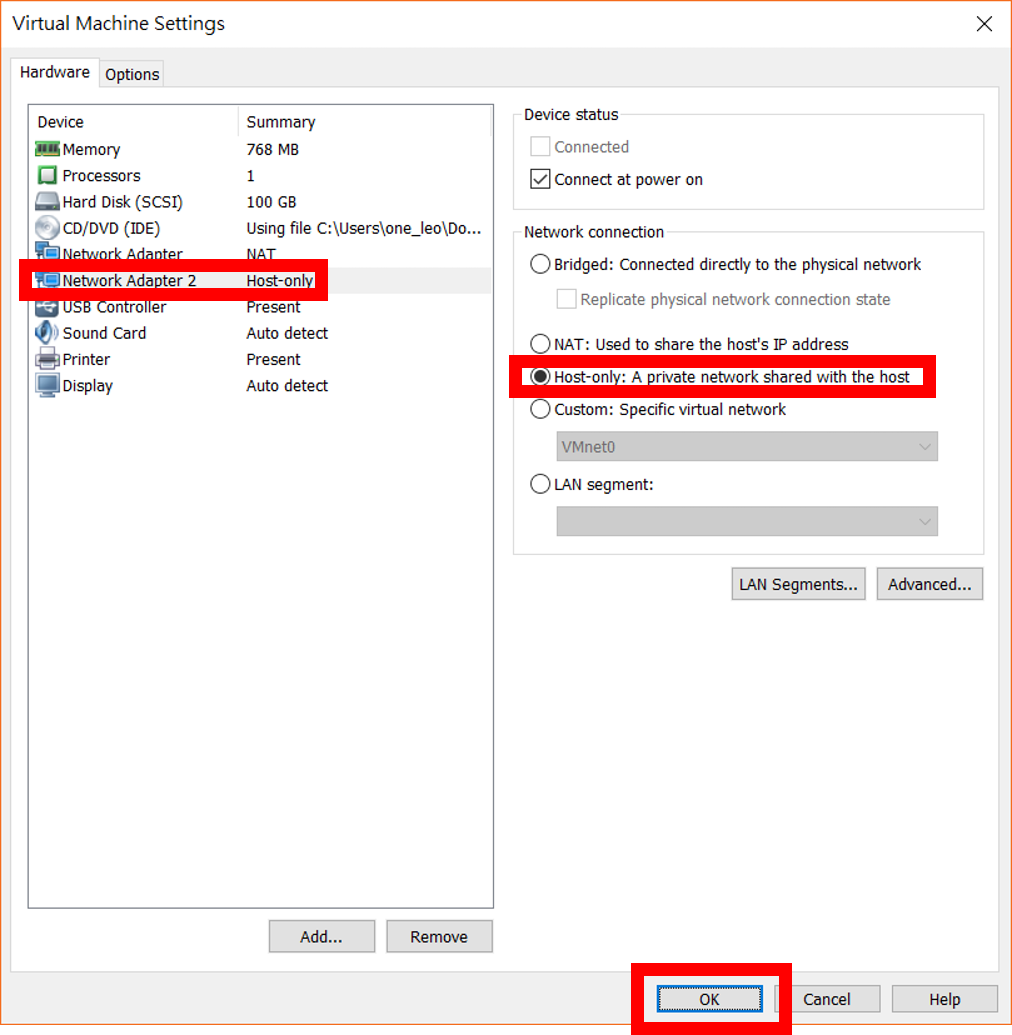 Virtual Machine Settings
Hardware Options
Device Summary
Memory 768 MB
Processors 1
Hard Disk (SCSI) 100 GB
CD/DVD (IDE) Using file C:\Users\one_leo\Do...
Network Adapter NAT
Network Adapter 2 Host-only
USB Controller Present
Sound Card Auto detect
Printer Present
Display Auto detect
Add... Remove
Device status
Connected
Connect at power on
Network connection
Bridged: Connected directly to the physical network
Replicate physical network connection state
NAT: Used to share the host's IP address
Host-only: A private network shared with the host
Custom: Specific virtual network
VMnet0
LAN segment:
LAN Segments... Advanced...
OK Cancel Help